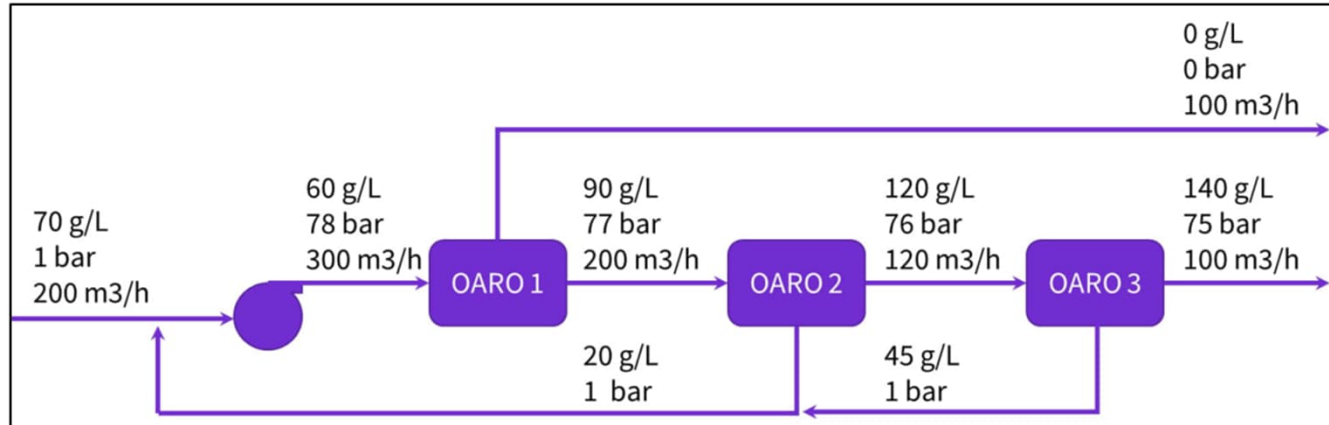 0 g/L
0 bar
100 m3/h
70 g/L
1 bar
200 m3/h
60 g/L
78 bar
300 m3/h
OARO 1
90 g/L
77 bar
200 m3/h
OARO 2
120 g/L
76 bar
120 m3/h
OARO 3
140 g/L
75 bar
100 m3/h
20 g/L
1 bar
45 g/L
1 bar